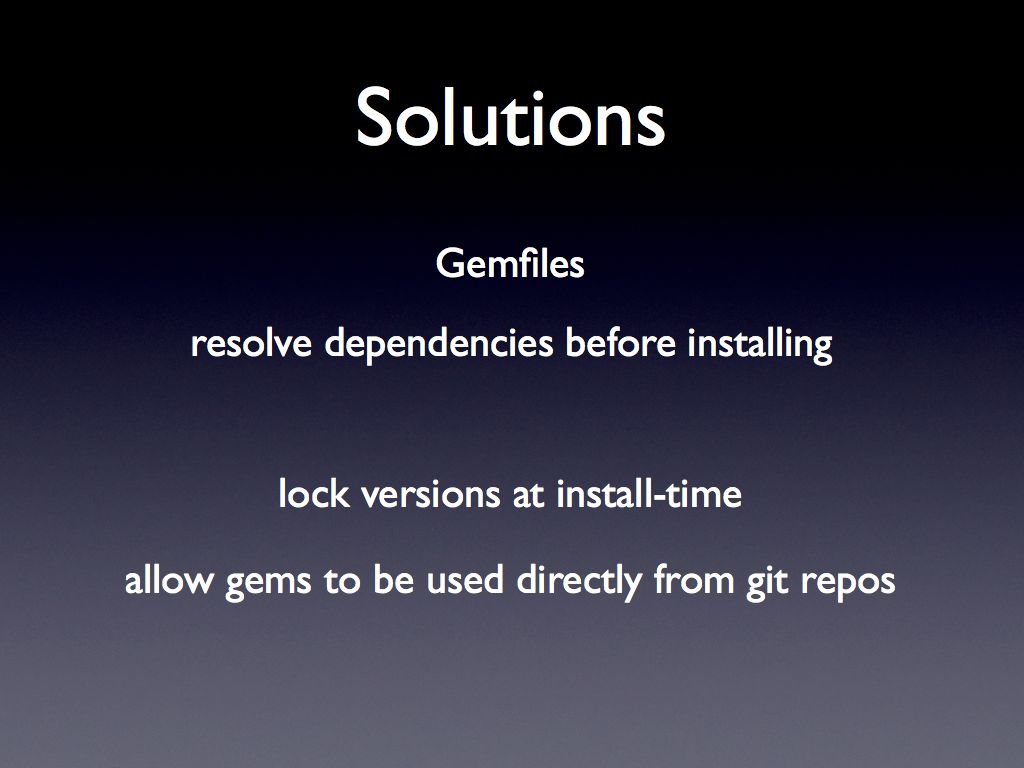 Solutions
Gemfiles
resolve dependencies before installing
lock versions at install-time
allow gems to be used directly from git repos